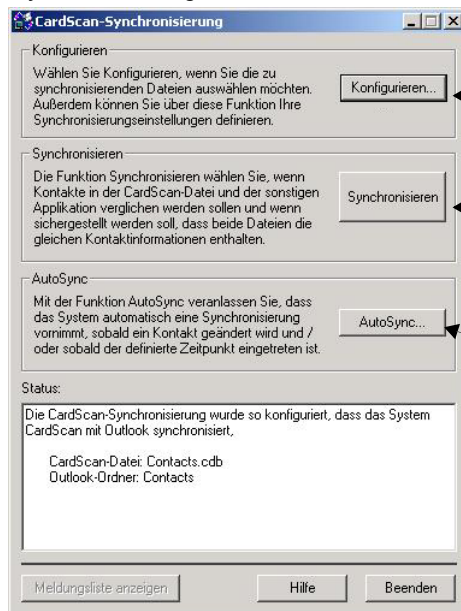 CardScan-Synchronisierung
Konfigurieren
Wählen Sie Konfigurieren, wenn Sie die zu
synchronisierenden Dateien auswählen möchten.
Außerdem können Sie über diese Funktion Ihre
Synchronisierungseinstellungen definieren.
Konfigurieren...
Synchronisieren
Die Funktion Synchronisieren wählen Sie, wenn
Kontakte in der CardScan-Datei und der sonstigen
Applikation verglichen werden sollen und wenn
sichergestellt werden soll, dass beide Dateien die
gleichen Kontaktinformationen enthalten.
Synchronisieren
AutoSync
Mit der Funktion AutoSync veranlassen Sie, dass
das System automatisch eine Synchronisierung
vornimmt, sobald ein Kontakt geändert wird und /
oder sobald der definierte Zeitpunkt eingetreten ist.
AutoSync...
Status:
Die CardScan-Synchronisierung wurde so konfiguriert, dass das System
CardScan mit Outlook synchronisiert,
CardScan-Datei: Contacts.cdb
Outlook-Ordner: Contacts
Meldungsliste anzeigen
Hilfe
Beenden